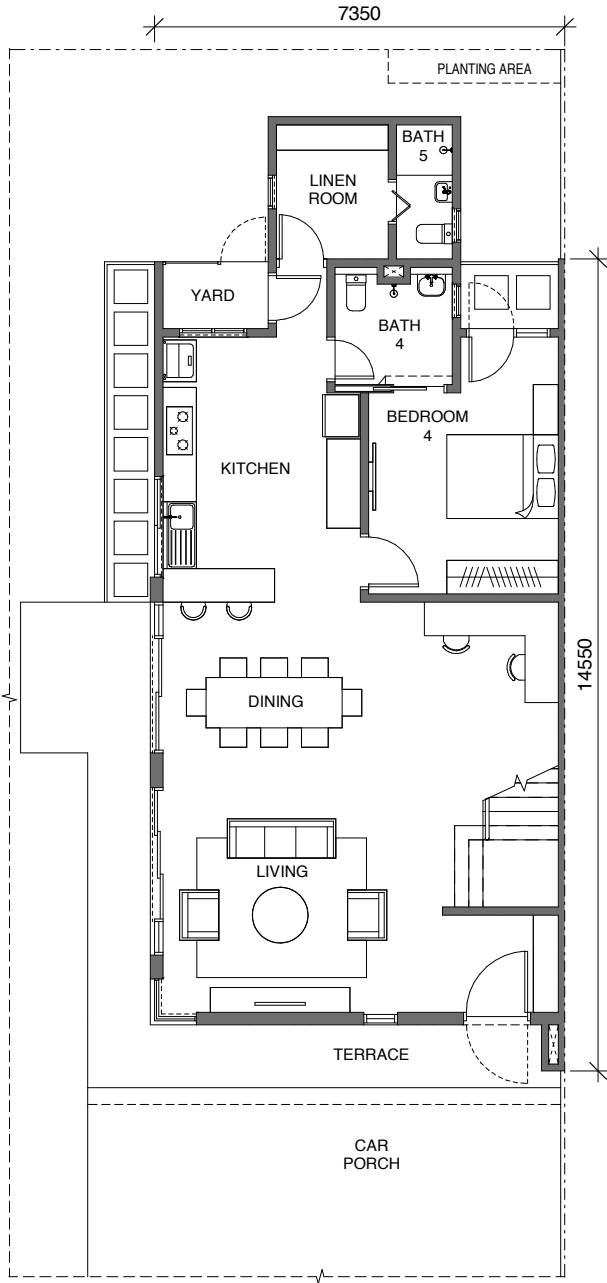 7350
PLANTING AREA
BATH
5
LINEN
ROOM
YARD
BATH
4
BEDROOM
4
KITCHEN
14550
DINING
LIVING
TERRACE
CAR
PORCH